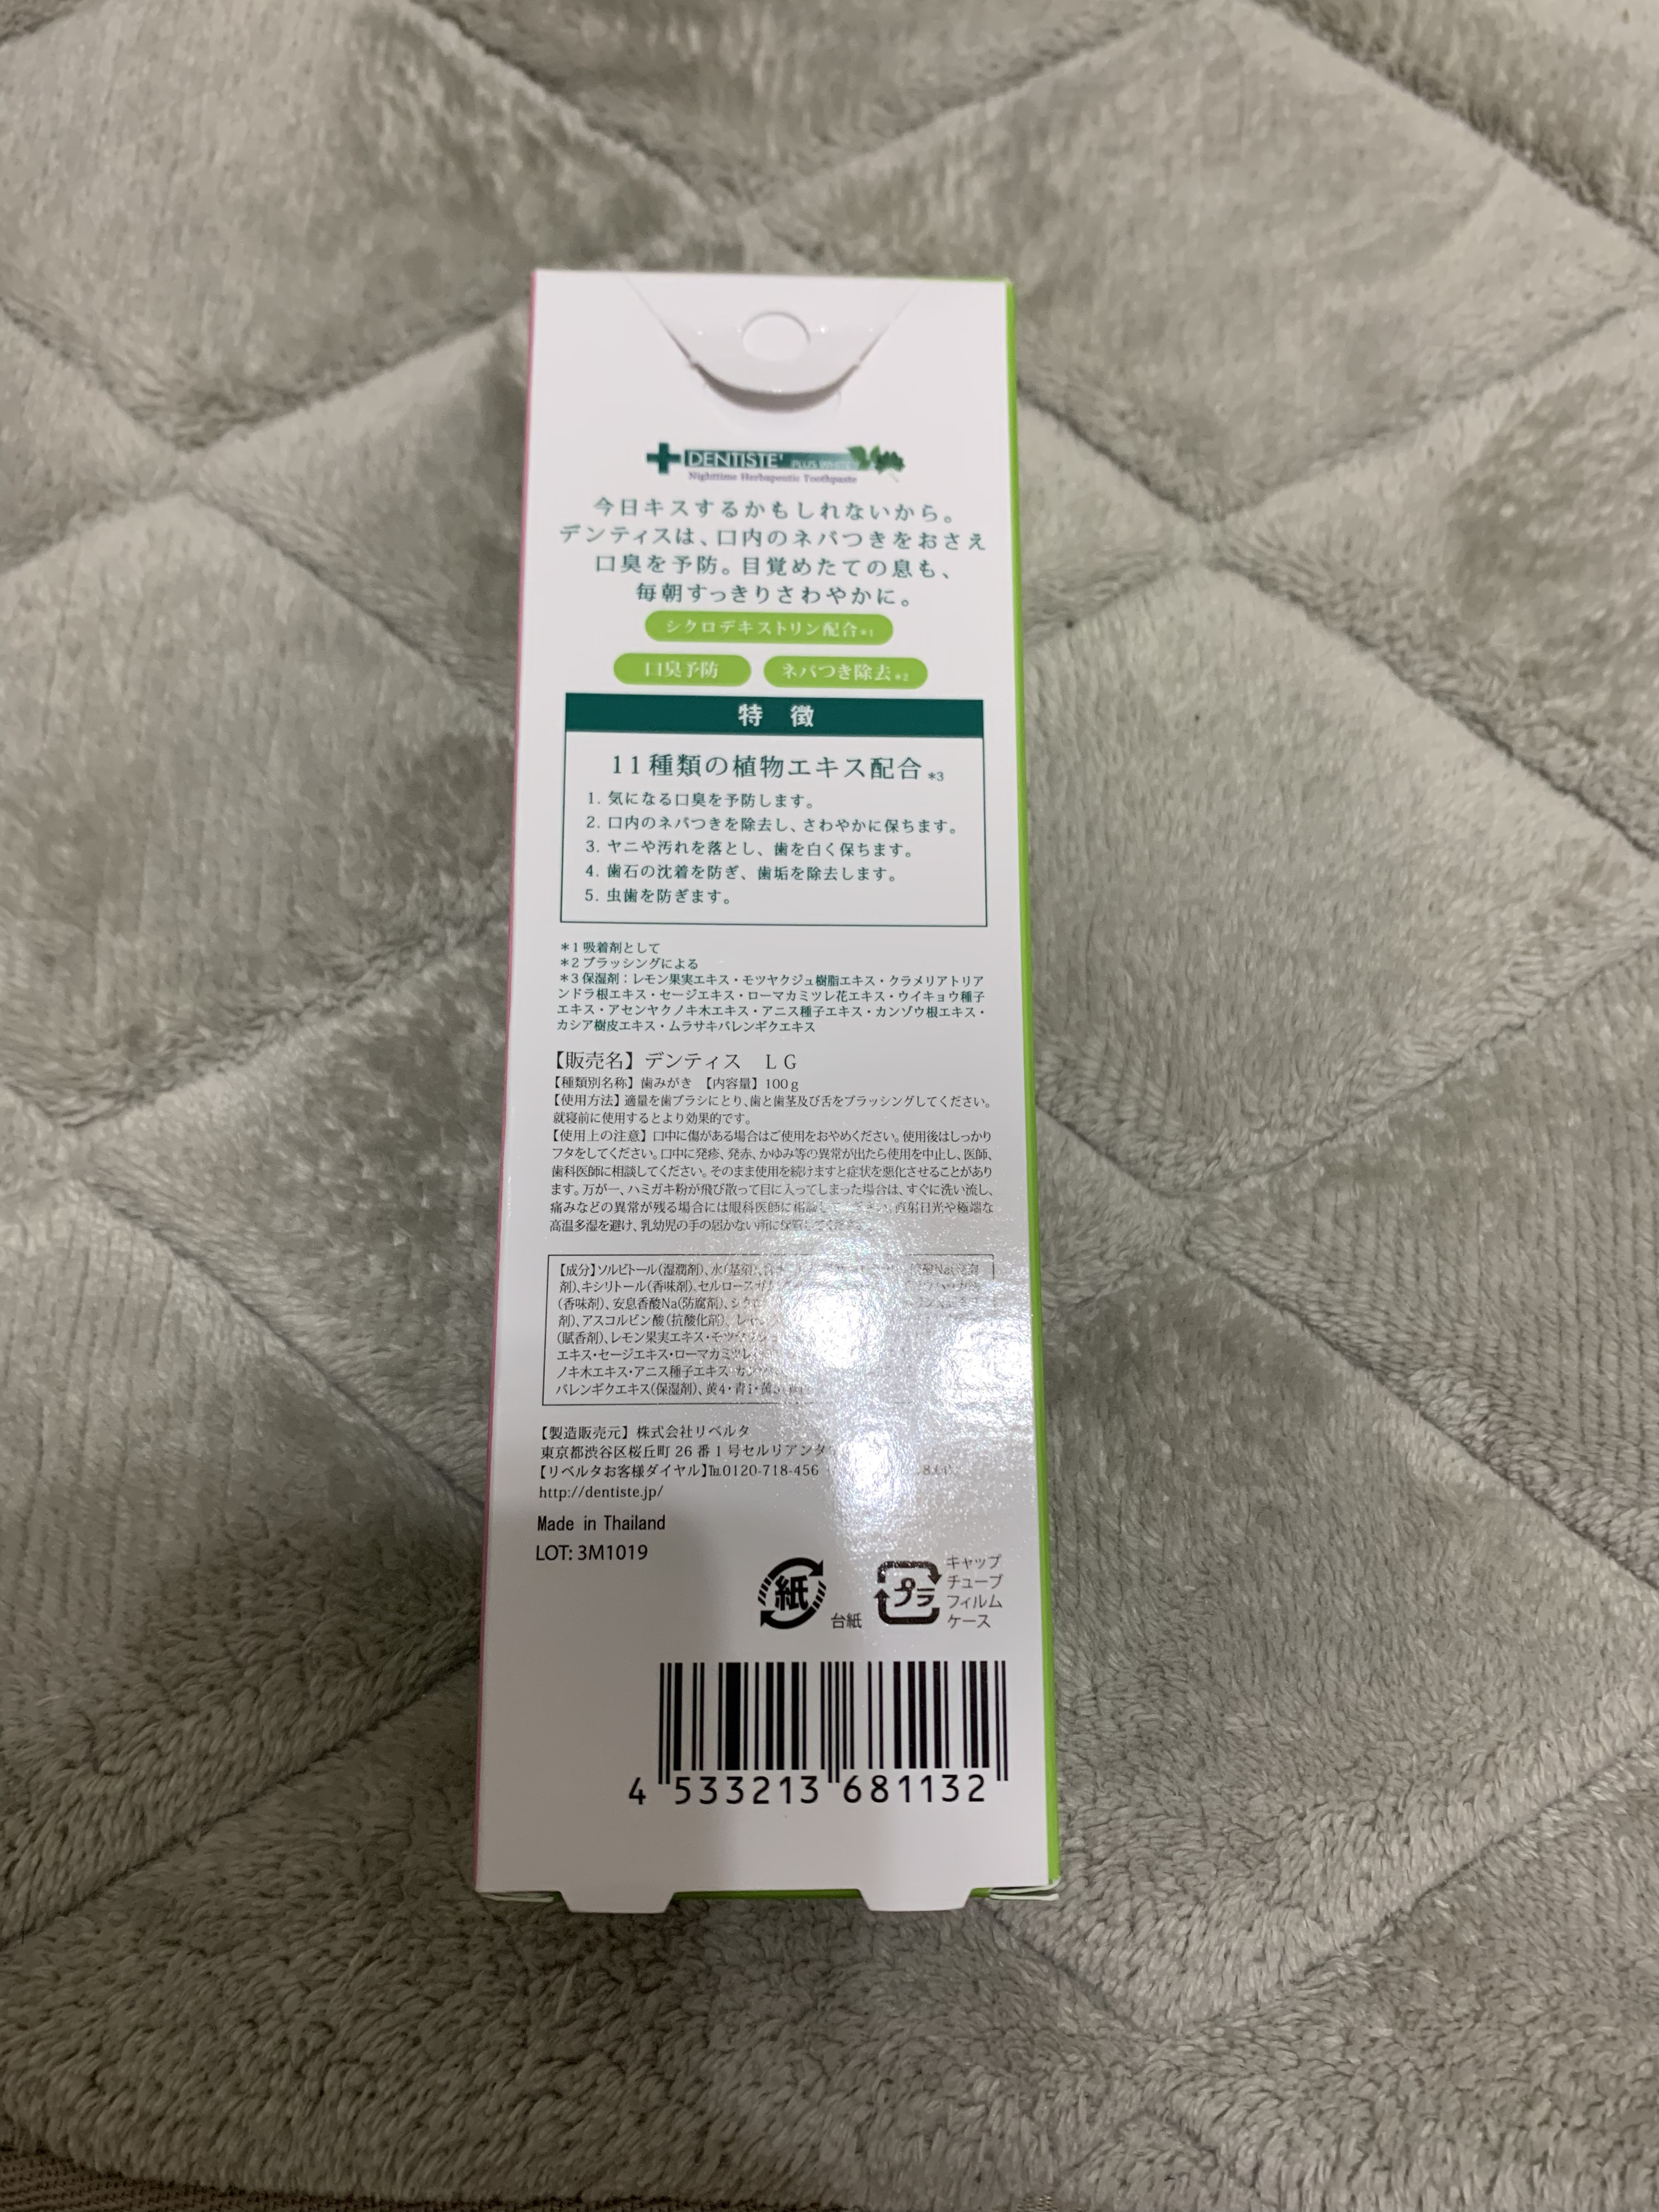 DENTISTE' PLUS WHITE
Nighttime Herbapeutic Toothpaste
今日キスするかもしれないから。
デンティスは、口内のネバつきをおさえ
口臭を予防。目覚めたての息も、
毎朝すっきりさわやかに。
シクロデキストリン配合*1
口臭予防 ネバつき除去*2
特 徴
11種類の植物エキス配合*3
1. 気になる口臭を予防します。
2. 口内のネバつきを除去し、さわやかに保ちます。
3. ヤニや汚れを落とし、歯を白く保ちます。
4. 歯石の沈着を防ぎ、歯垢を除去します。
5. 虫歯を防ぎます。
*1 吸着剤として
*2 ブラッシングによる
*3 保湿剤：レモン果実エキス・モツヤクジュ樹脂エキス・クラメリアトリア
ンドラ根エキス・セージエキス・ローマカミツレ花エキス・ウイキョウ種子
エキス・アセンヤクノキ木エキス・アニス種子エキス・カンゾウ根エキス・
カシア樹皮エキス・ムラサキバレンギクエキス
【販売名】デンティス LG
【種類別名称】歯みがき 【内容量】100g
【使用方法】適量を歯ブラシにとり、歯と歯茎及び舌をブラッシングしてください。
就寝前に使用するとより効果的です。
【使用上の注意】口中に傷がある場合はご使用をおやめください。使用後はしっかり
フタをしてください。口中に発疹、発赤、かゆみ等の異常が出たら使用を中止し、医師、
歯科医師に相談してください。そのまま使用を続けますと症状を悪化させることがあり
ます。万が一、ハミガキ粉が飛び散って目に入ってしまった場合は、すぐに洗い流し、
痛みなどの異常が残る場合には眼科医師に相談してください。直射日光や極端な
高温多湿を避け、乳幼児の手の届かない所に保管してください。
【成分】ソルビトール(湿潤剤)、水(基剤)、
剤)、キシリトール(香味剤)、セルロースガム
(香味剤)、安息香酸Na(防腐剤)、シクロ
剤)、アスコルビン酸(抗酸化剤)、
(賦香剤)、レモン果実エキス・モツヤクジュ
エキス・セージエキス・ローマカミツレ
ノキ木エキス・アニス種子エキス・カンゾウ
バレンギクエキス(保湿剤)、黄4・青1・黄5
【製造販売元】株式会社リベルタ
東京都渋谷区桜丘町26番1号セルリアンタ
【リベルタお客様ダイヤル】℡0120-718-456
http://dentiste.jp/
Made in Thailand
LOT: 3M1019
紙 台紙
プラ キャップ
チューブ
フィルム
ケース
4 533213 681132